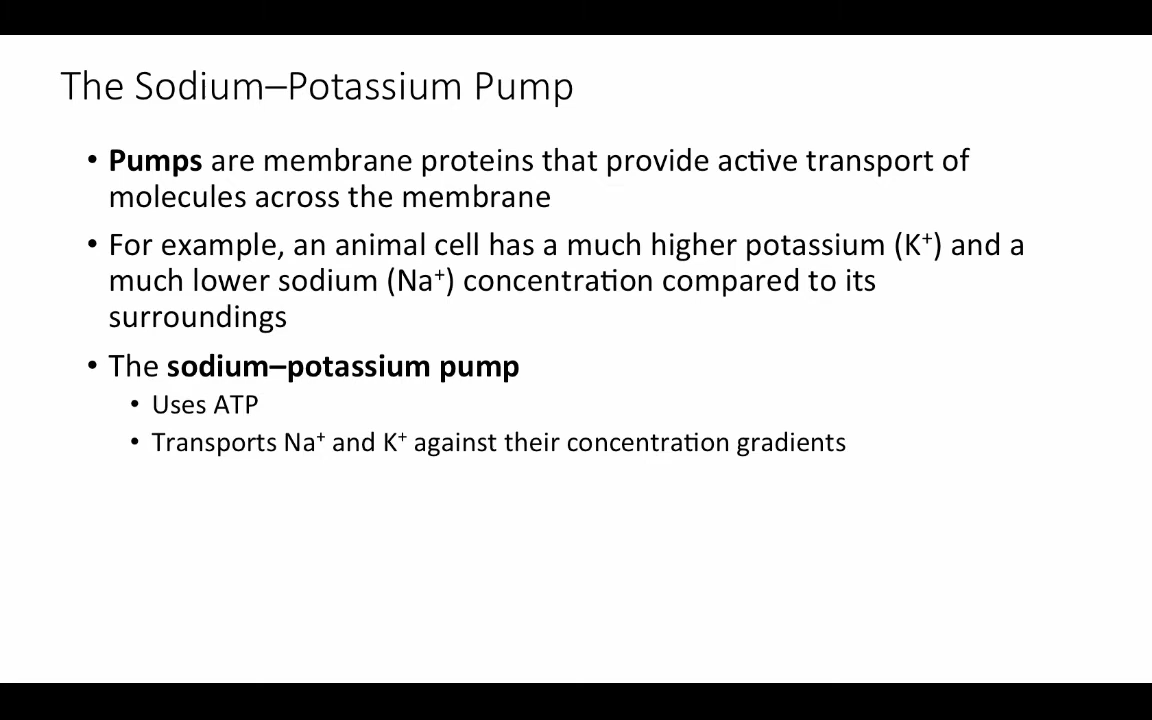 The Sodium–Potassium Pump
• Pumps are membrane proteins that provide active transport of
molecules across the membrane
• For example, an animal cell has a much higher potassium (K⁺) and a
much lower sodium (Na⁺) concentration compared to its
surroundings
• The sodium–potassium pump
• Uses ATP
• Transports Na⁺ and K⁺ against their concentration gradients